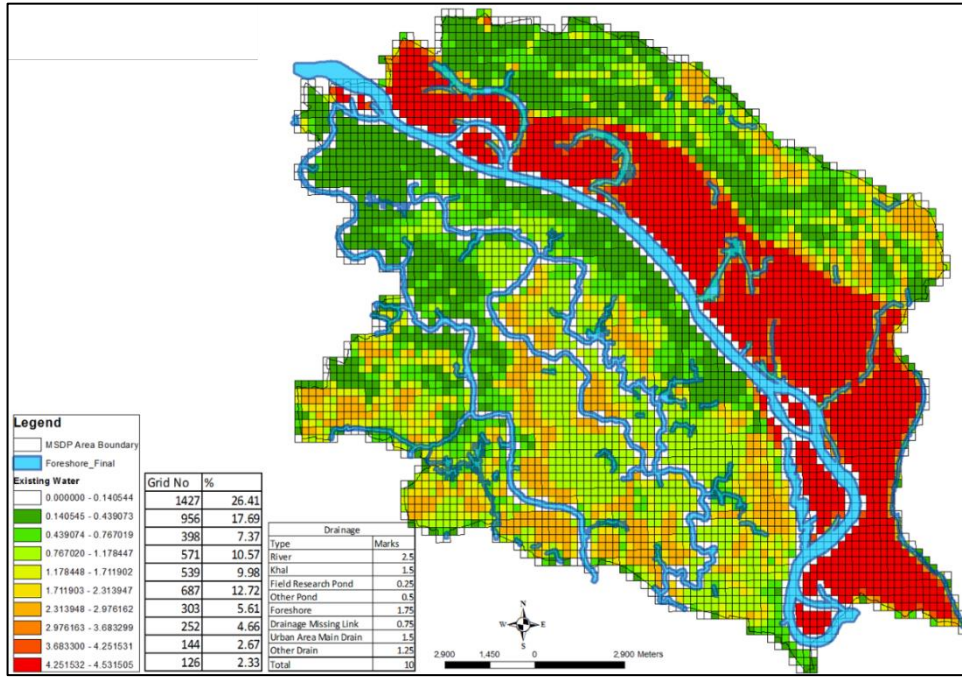 Legend
MSDP Area Boundary
Foreshore_Final
Existing Water
0.000000 - 0.140544
0.140545 - 0.439073
0.439074 - 0.767019
0.767020 - 1.178447
1.178448 - 1.711902
1.711903 - 2.313947
2.313948 - 2.976162
2.976163 - 3.683299
3.683300 - 4.251531
4.251532 - 4.531505
Grid No %
1427 26.41
956 17.69
398 7.37
571 10.57
539 9.98
687 12.72
303 5.61
252 4.66
144 2.67
126 2.33
Drainage
Type Marks
River 2.5
Khal 1.5
Field Research Pond 0.25
Other Pond 0.5
Foreshore 1.75
Drainage Missing Link 0.75
Urban Area Main Drain 1.5
Other Drain 1.25
Total 10
N
W E
S
2,900 1,450 0 2,900 Meters